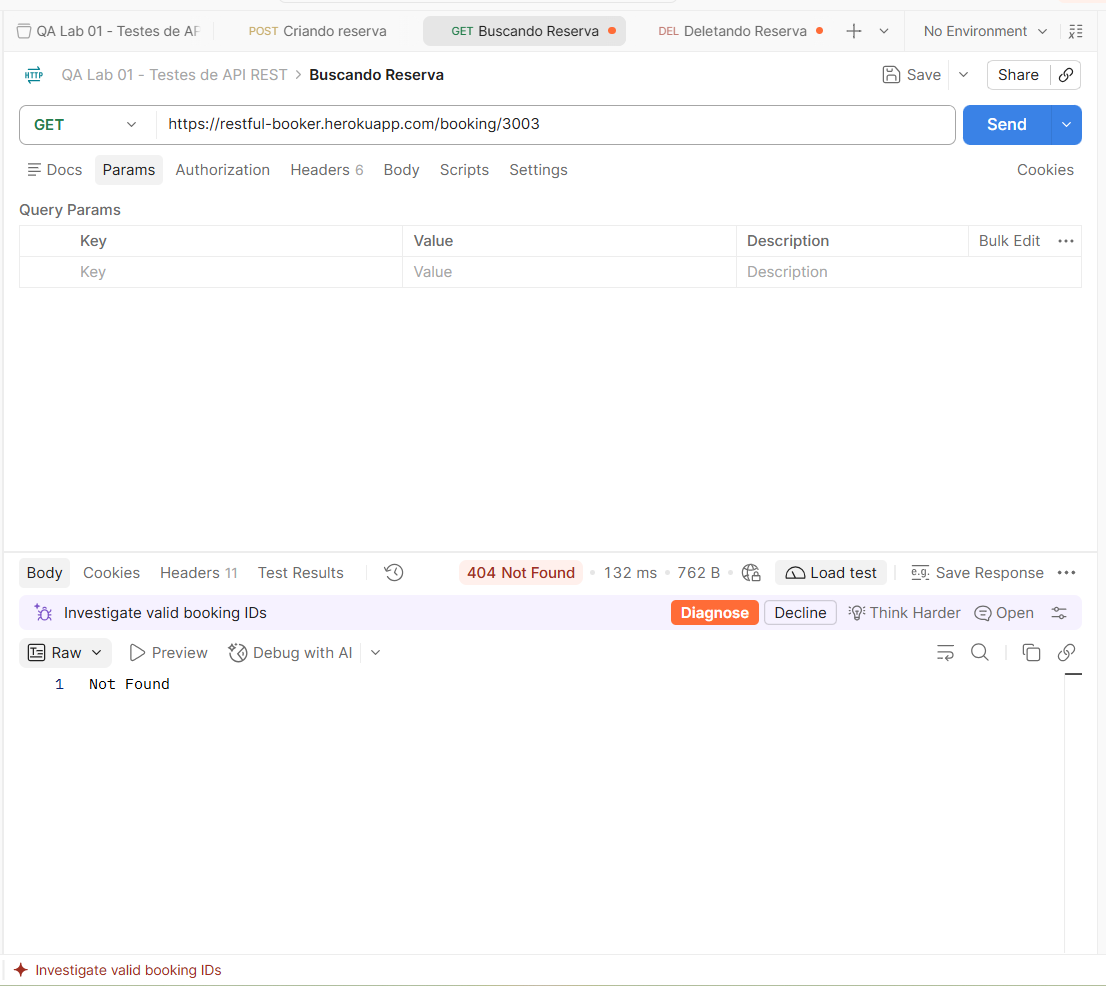 QA Lab 01 - Testes de AF POST Criando reserva GET Buscando Reserva DEL Deletando Reserva No Environment
HTTP QA Lab 01 - Testes de API REST > Buscando Reserva Save Share
GET https://restful-booker.herokuapp.com/booking/3003 Send
Docs Params Authorization Headers 6 Body Scripts Settings Cookies
Query Params
Key Value Description Bulk Edit
Key Value Description
Body Cookies Headers 11 Test Results 404 Not Found 132 ms 762 B Load test e.g. Save Response
Investigate valid booking IDs Diagnose Decline Think Harder Open
Raw Preview Debug with AI
1 Not Found
Investigate valid booking IDs